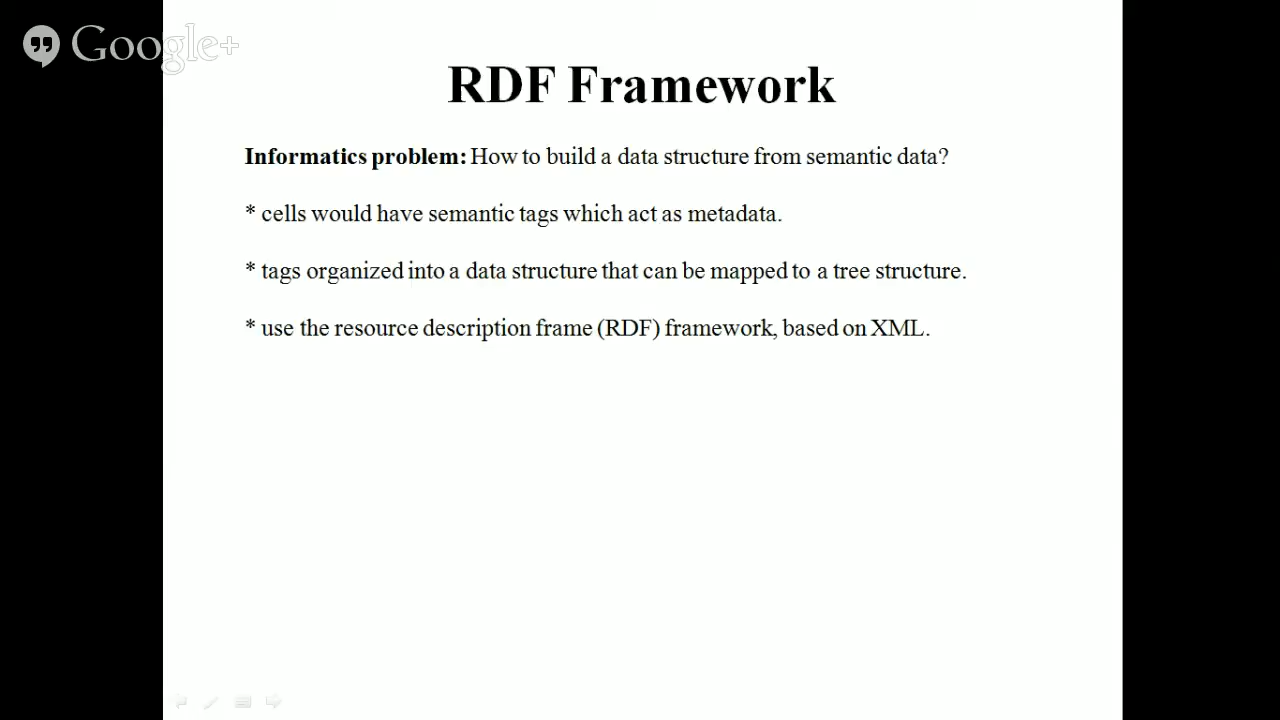 Google+
RDF Framework
Informatics problem: How to build a data structure from semantic data?
* cells would have semantic tags which act as metadata.
* tags organized into a data structure that can be mapped to a tree structure.
* use the resource description frame (RDF) framework, based on XML.